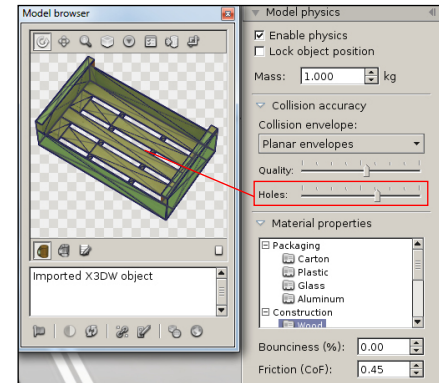 Model browser
Imported X3DW object
Model physics
Enable physics
Lock object position
Mass: 1.000 kg
Collision accuracy
Collision envelope:
Planar envelopes
Quality:
Holes:
Material properties
Packaging
Carton
Plastic
Glass
Aluminum
Construction
Wood
Bounciness (%): 0.00
Friction (CoF): 0.45